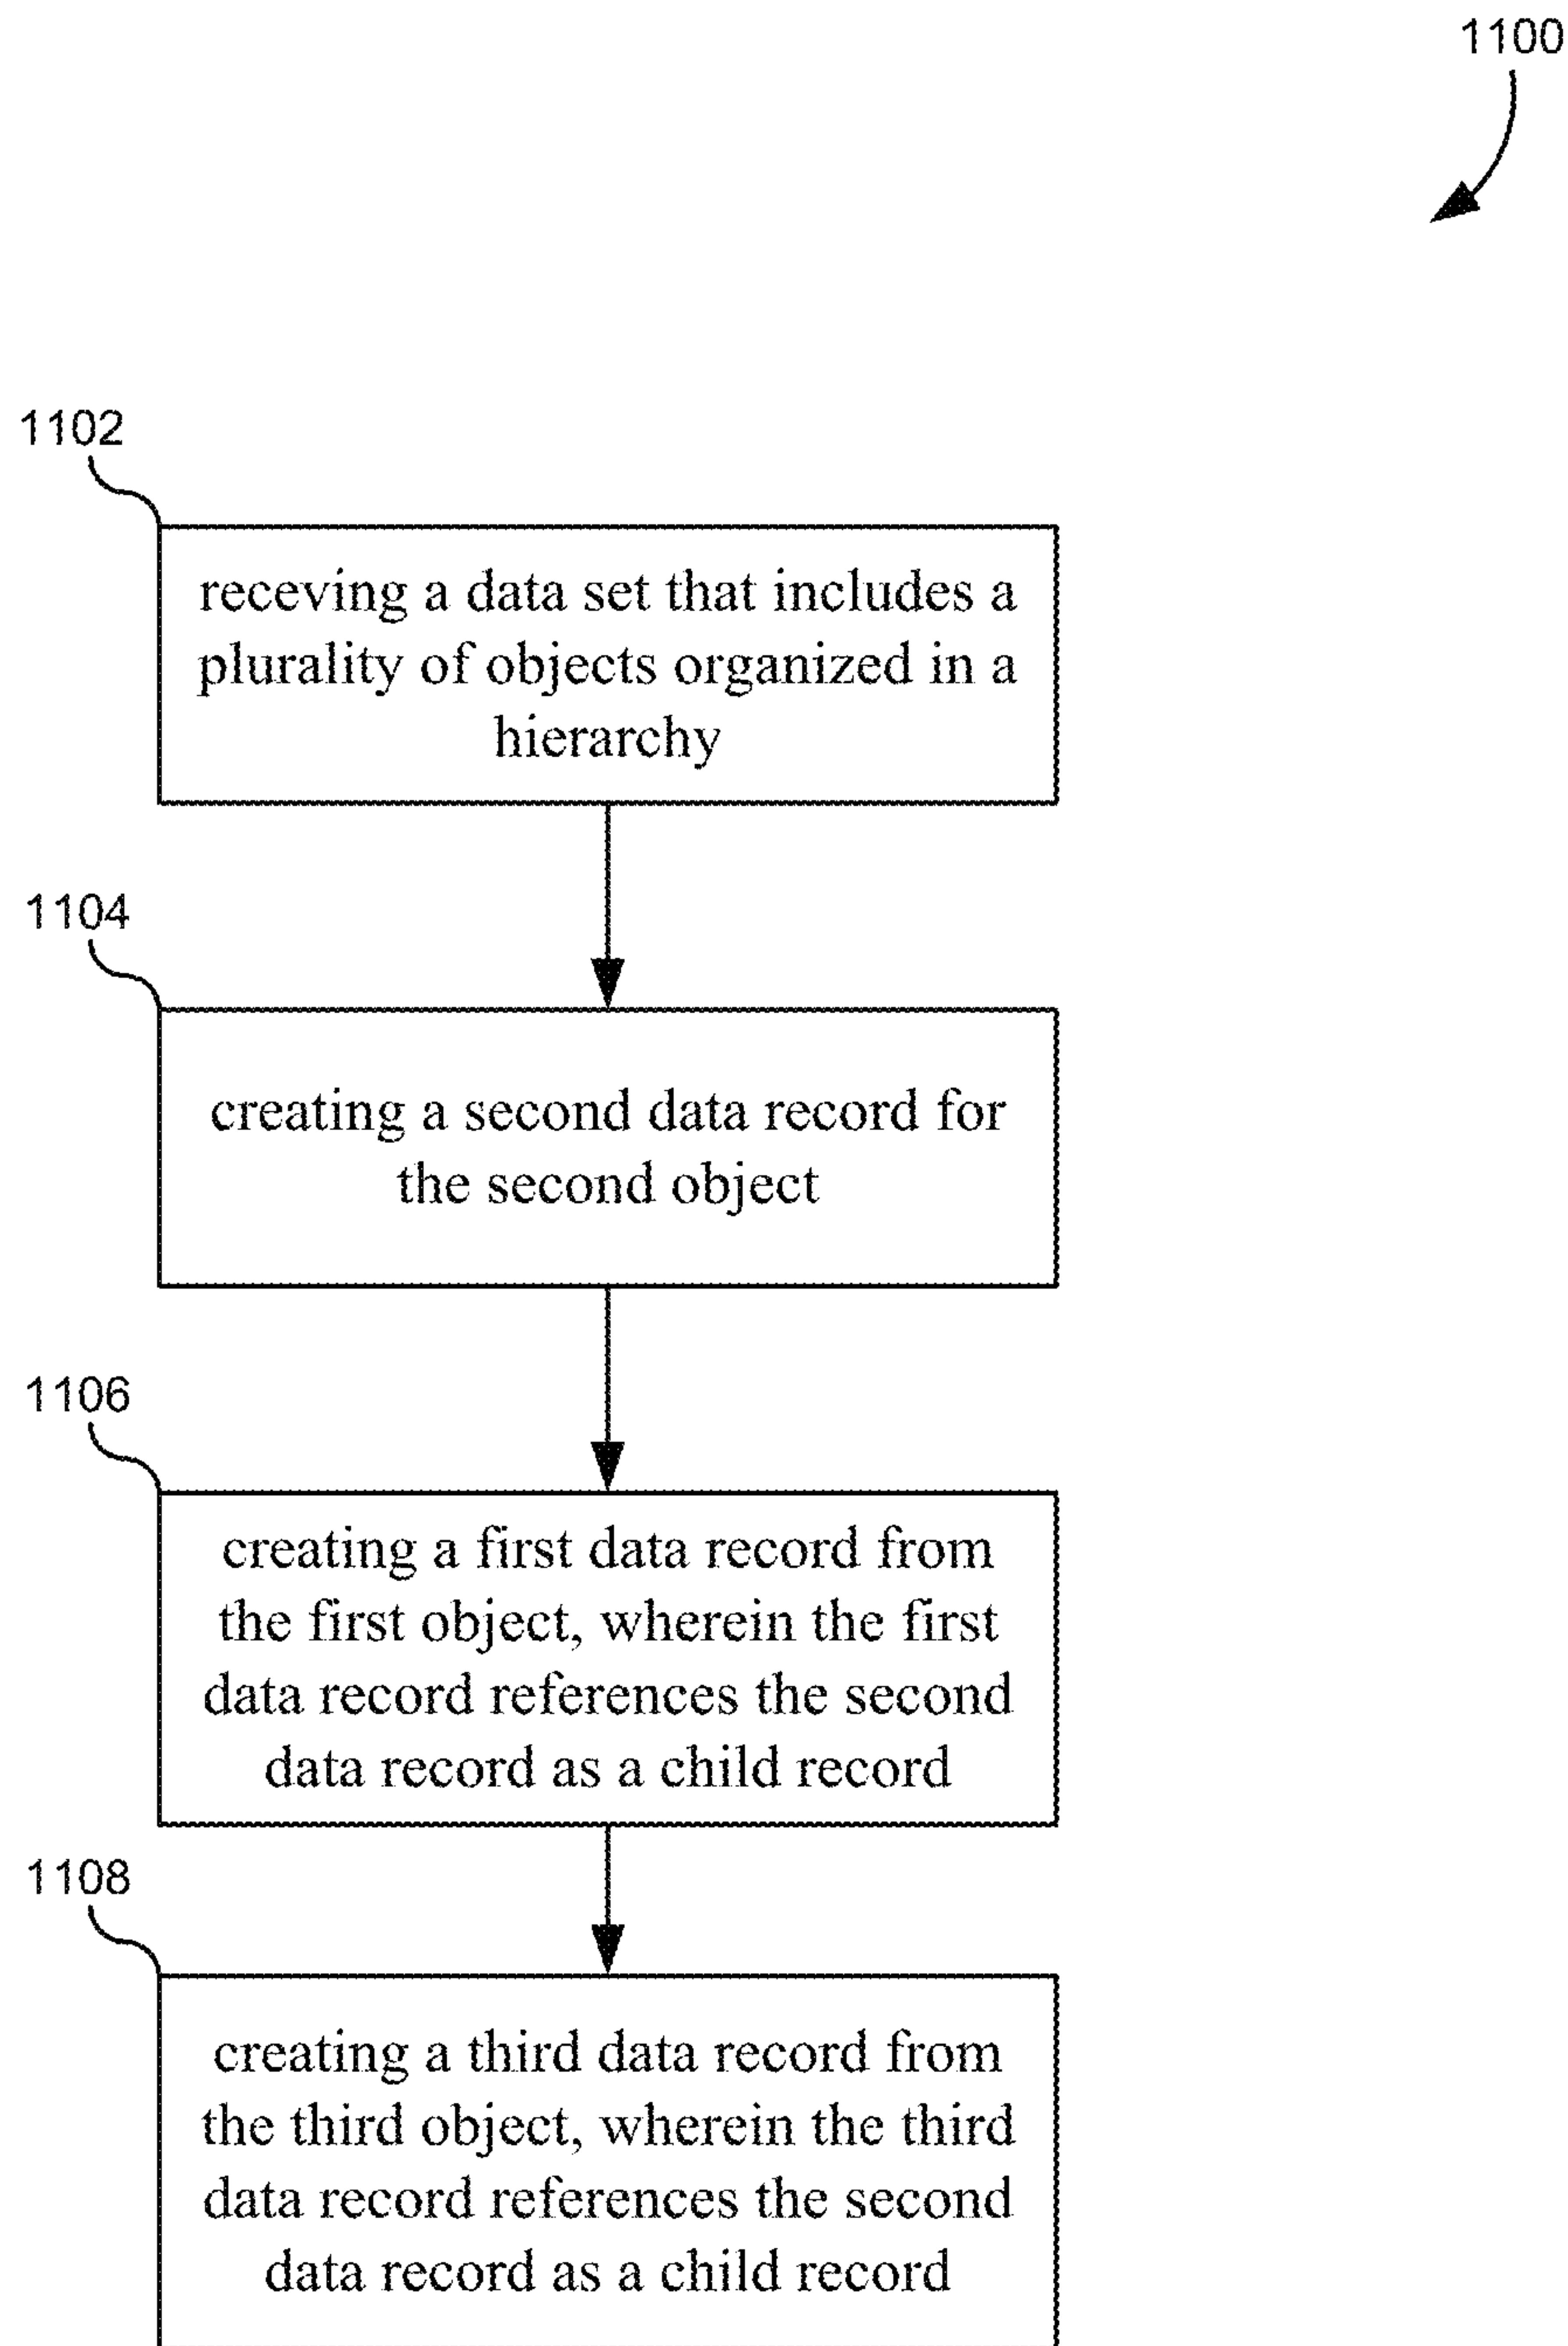 1100
1102
receving a data set that includes a
plurality of objects organized in a
hierarchy
1104
creating a second data record for
the second object
1106
creating a first data record from
the first object, wherein the first
data record references the second
data record as a child record
1108
creating a third data record from
the third object, wherein the third
data record references the second
data record as a child record